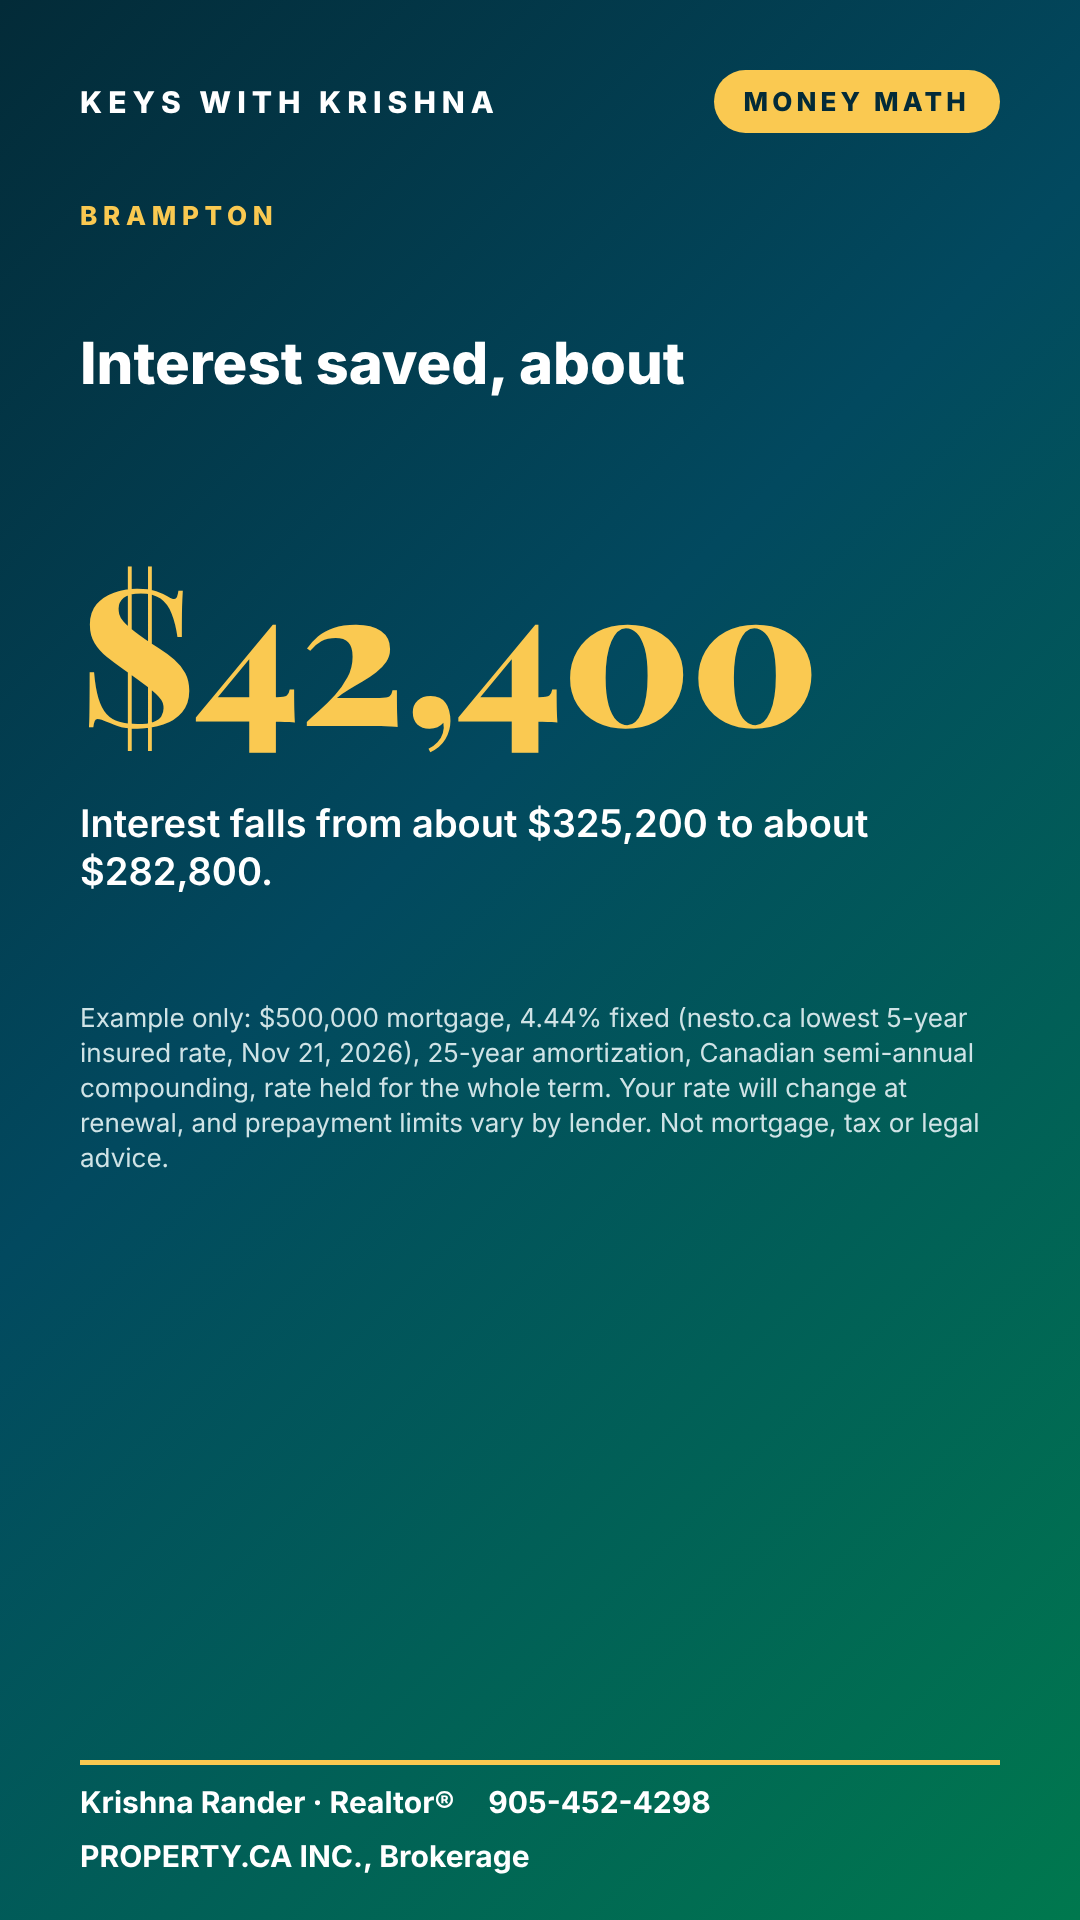 KEYS WITH KRISHNA
MONEY MATH
BRAMPTON
Interest saved, about
$42,400
Interest falls from about $325,200 to about
$282,800.
Example only: $500,000 mortgage, 4.44% fixed (nesto.ca lowest 5-year
insured rate, Nov 21, 2026), 25-year amortization, Canadian semi-annual
compounding, rate held for the whole term. Your rate will change at
renewal, and prepayment limits vary by lender. Not mortgage, tax or legal
advice.
Krishna Rander · Realtor® 905-452-4298
PROPERTY.CA INC., Brokerage